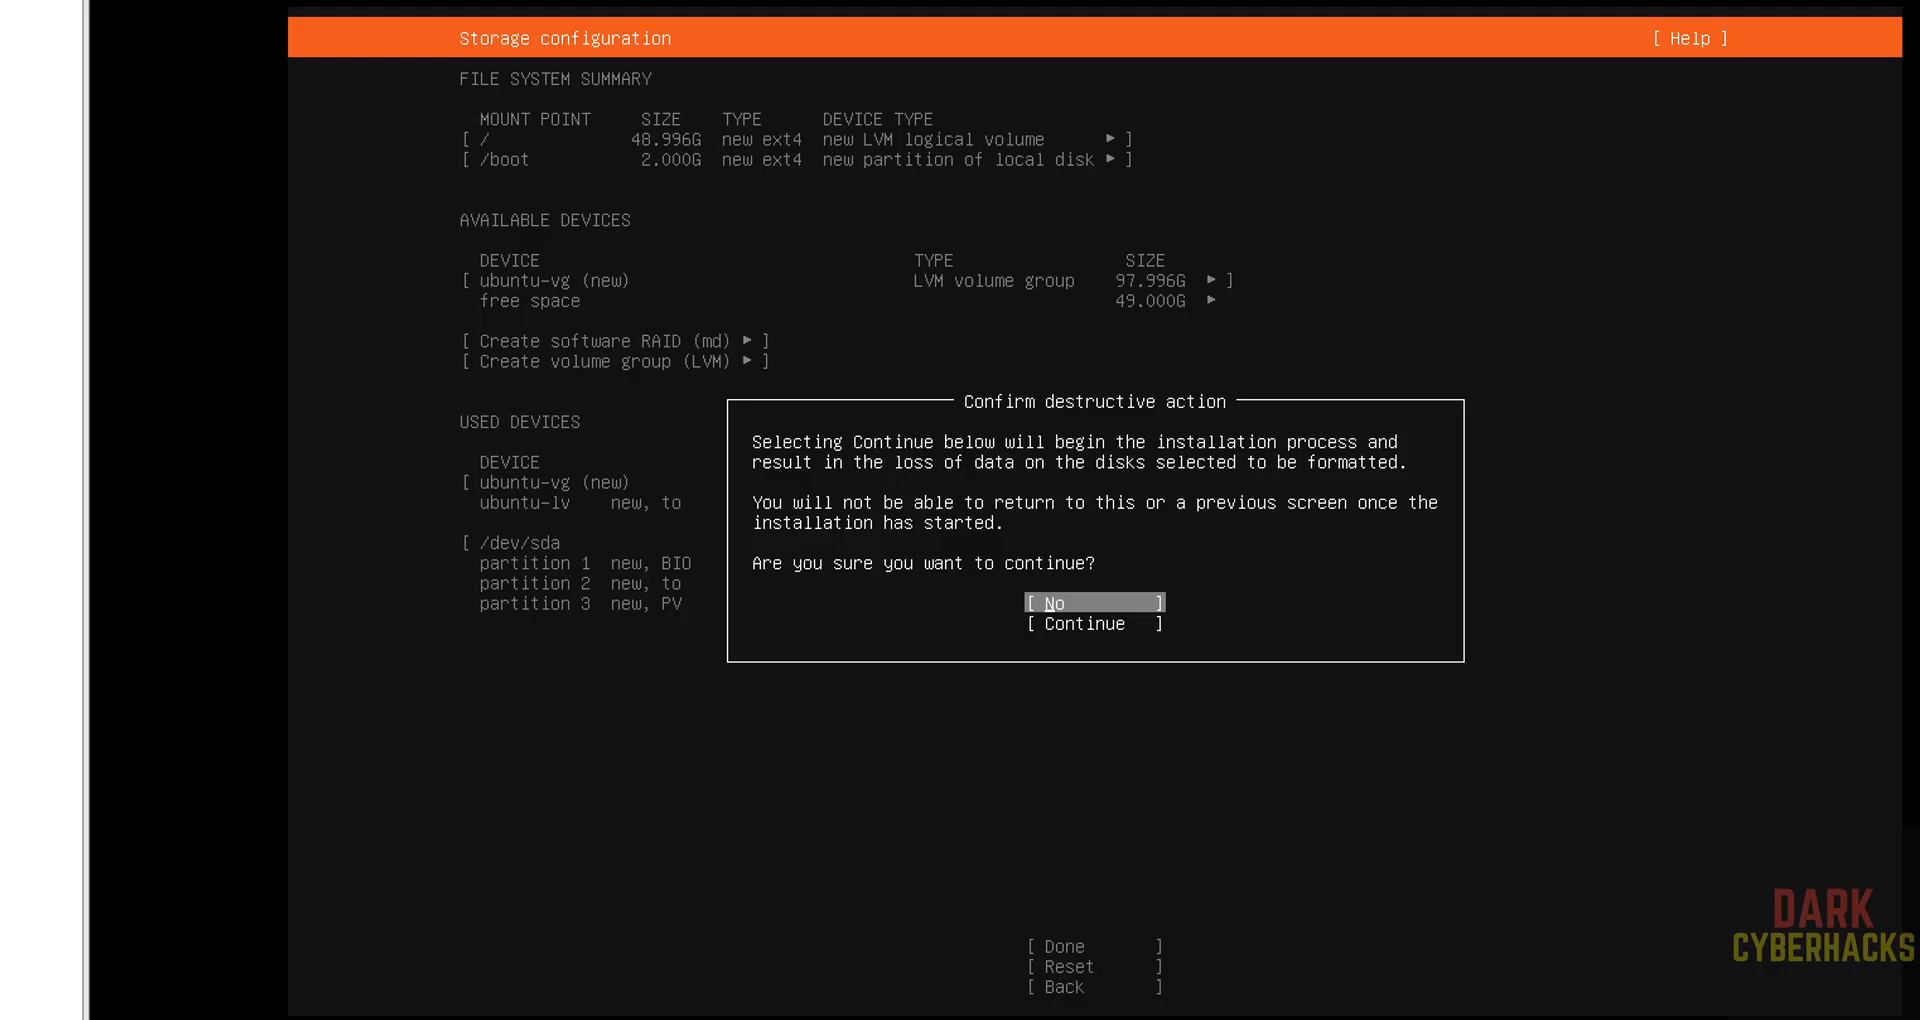 Storage configuration [ Help ]
FILE SYSTEM SUMMARY
MOUNT POINT SIZE TYPE DEVICE TYPE
[ / 48.996G new ext4 new LVM logical volume ▸ ]
[ /boot 2.000G new ext4 new partition of local disk ▸ ]
AVAILABLE DEVICES
DEVICE TYPE SIZE
[ ubuntu-vg (new) LVM volume group 97.996G ▸ ]
free space 49.000G ▸
[ Create software RAID (md) ▸ ]
[ Create volume group (LVM) ▸ ]
USED DEVICES
DEVICE
[ ubuntu-vg (new)
ubuntu-lv new, to
[ /dev/sda
partition 1 new, BIO
partition 2 new, to
partition 3 new, PV
Confirm destructive action
Selecting Continue below will begin the installation process and
result in the loss of data on the disks selected to be formatted.
You will not be able to return to this or a previous screen once the
installation has started.
Are you sure you want to continue?
[ No ]
[ Continue ]
[ Done ]
[ Reset ]
[ Back ]
DARK
CYBERHACKS